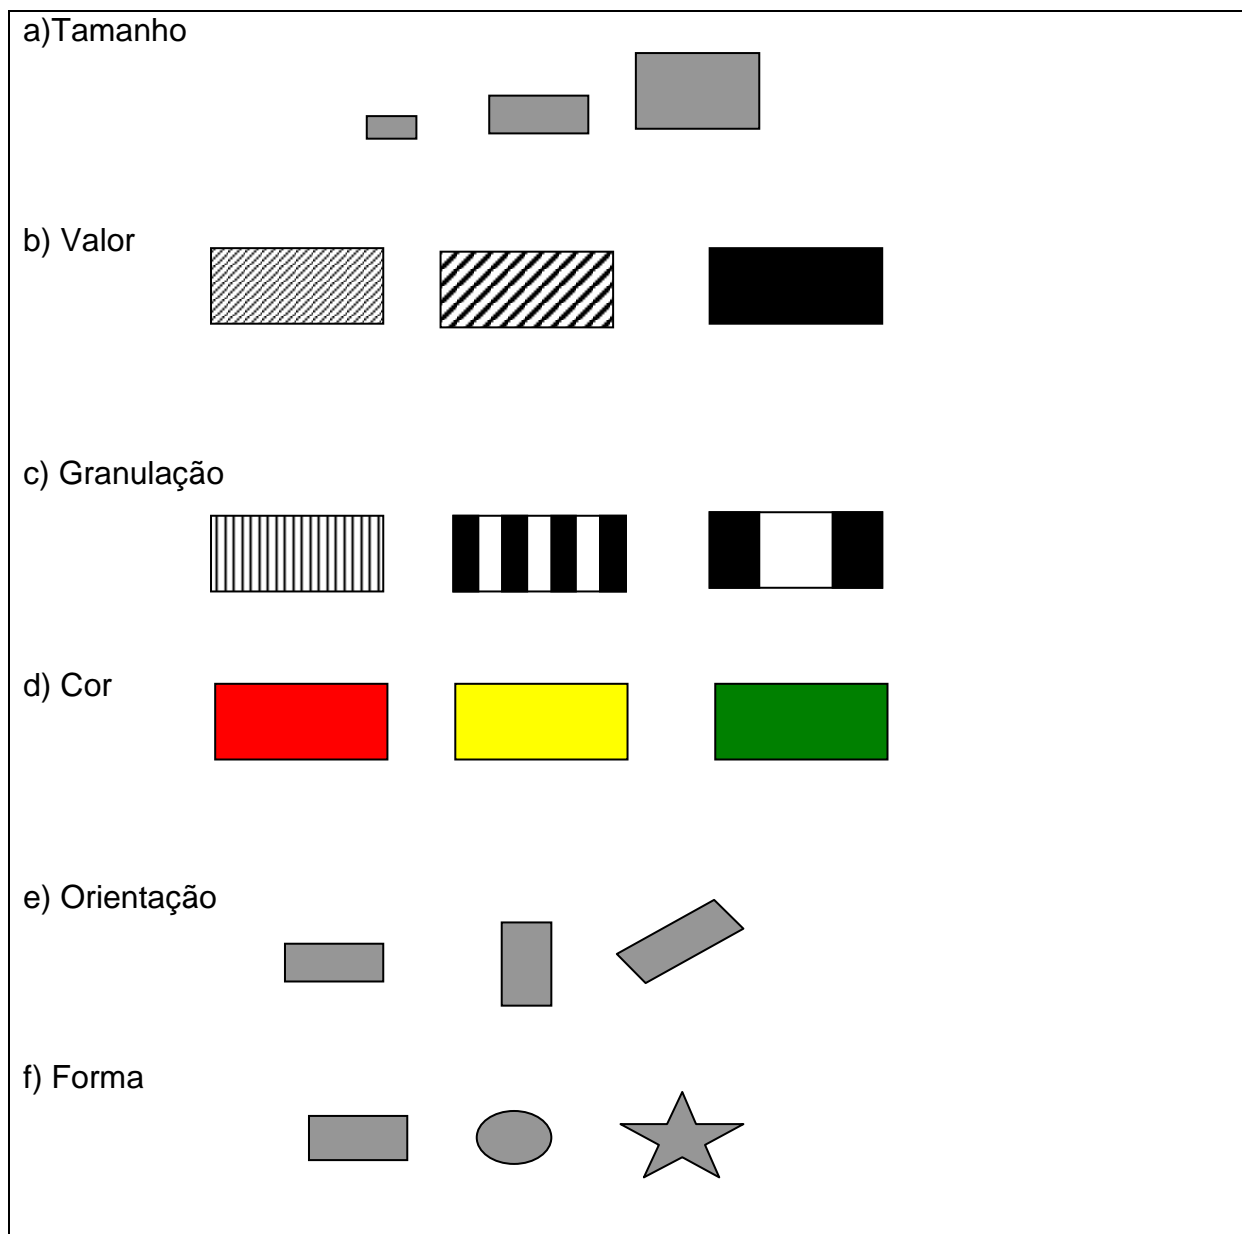 a)Tamanho
b) Valor
c) Granulação
d) Cor
e) Orientação
f) Forma